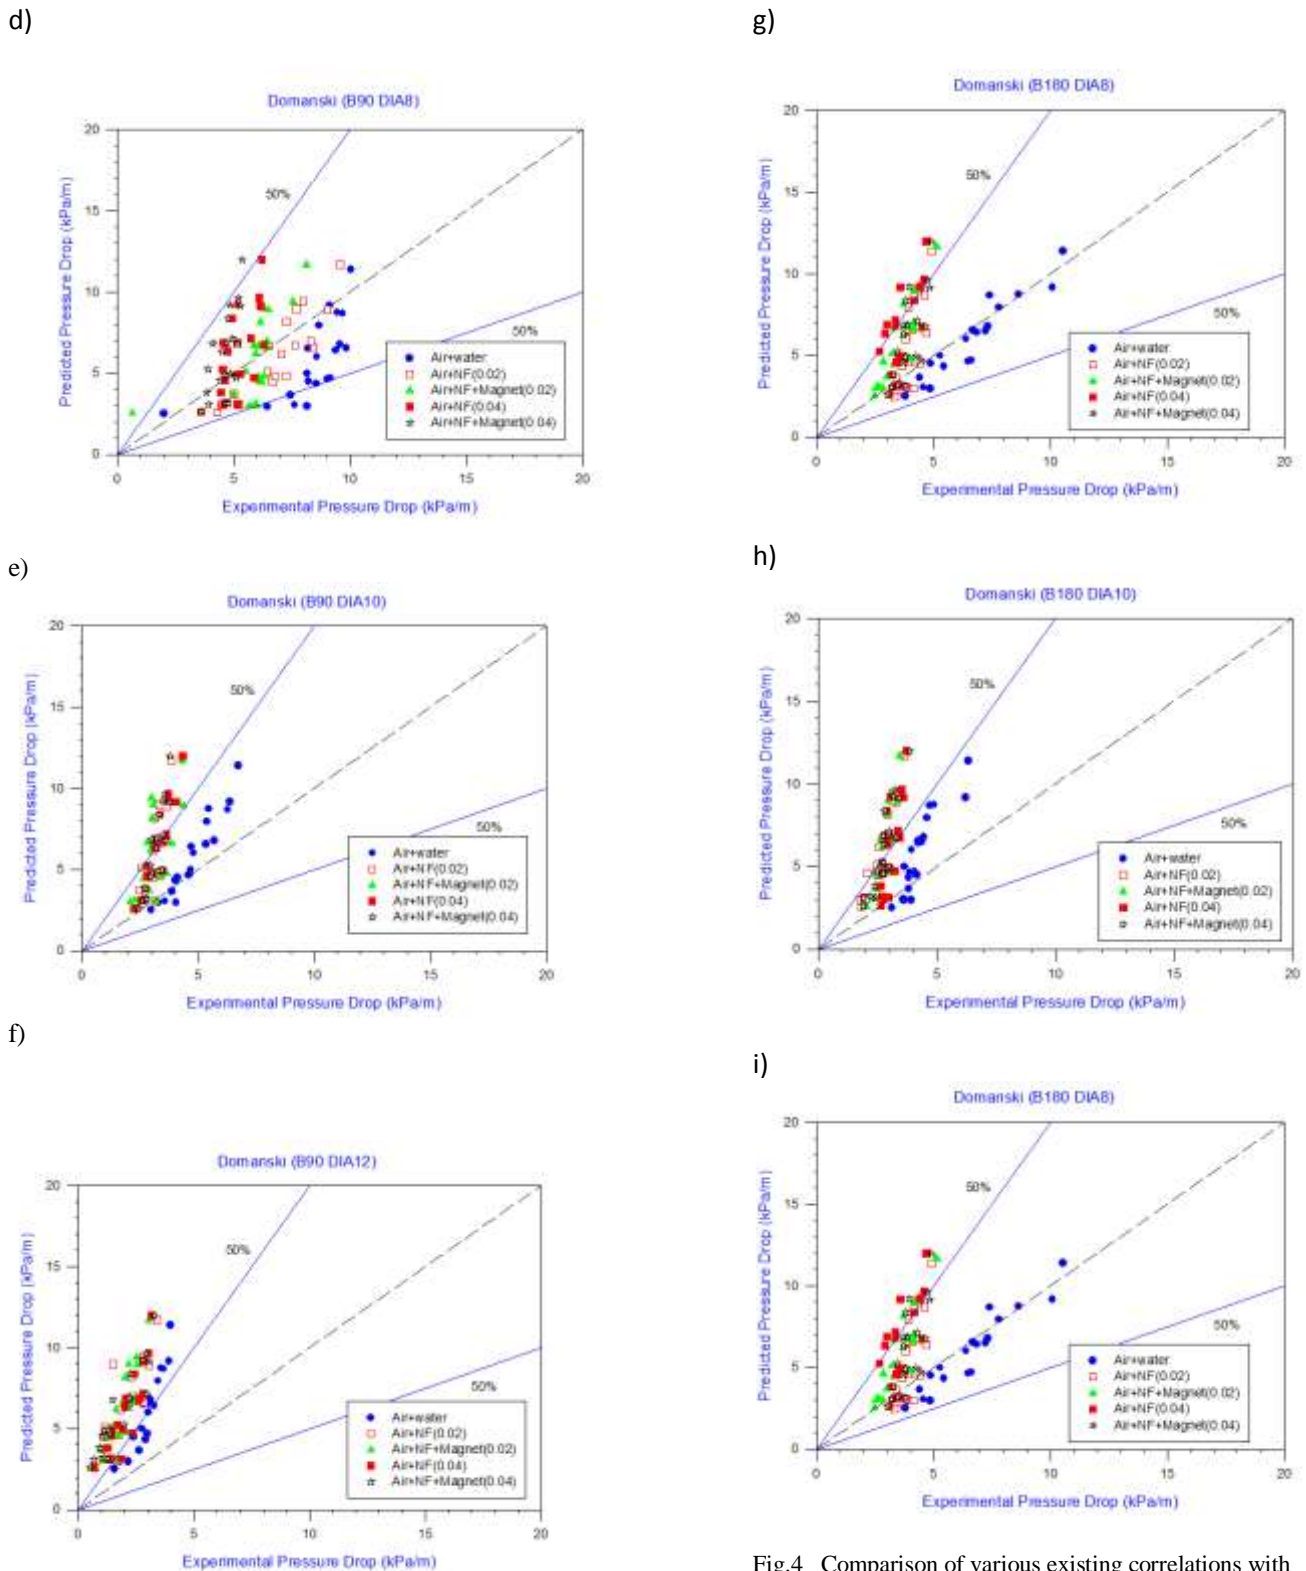 d)
Domanski (B90 DIA8)
20
15
10
5
0
0
5
10
15
20
50%
50%
Predicted Pressure Drop (kPa/m)
Experimental Pressure Drop (kPa/m)
Air+water
Air+NF(0.02)
Air+NF+Magnet(0.02)
Air+NF(0.04)
Air+NF+Magnet(0.04)
e)
Domanski (B90 DIA10)
20
15
10
5
0
0
5
10
15
20
50%
50%
Predicted Pressure Drop (kPa/m)
Experimental Pressure Drop (kPa/m)
Air+water
Air+NF(0.02)
Air+NF+Magnet(0.02)
Air+NF(0.04)
Air+NF+Magnet(0.04)
f)
Domanski (B90 DIA12)
20
15
10
5
0
0
5
10
15
20
50%
50%
Predicted Pressure Drop (kPa/m)
Experimental Pressure Drop (kPa/m)
Air+water
Air+NF(0.02)
Air+NF+Magnet(0.02)
Air+NF(0.04)
Air+NF+Magnet(0.04)
g)
Domanski (B180 DIA8)
20
15
10
5
0
0
5
10
15
20
50%
50%
Predicted Pressure Drop (kPa/m)
Experimental Pressure Drop (kPa/m)
Air+water
Air+NF(0.02)
Air+NF+Magnet(0.02)
Air+NF(0.04)
Air+NF+Magnet(0.04)
h)
Domanski (B180 DIA10)
20
15
10
5
0
0
5
10
15
20
50%
50%
Predicted Pressure Drop (kPa/m)
Experimental Pressure Drop (kPa/m)
Air+water
Air+NF(0.02)
Air+NF+Magnet(0.02)
Air+NF(0.04)
Air+NF+Magnet(0.04)
i)
Domanski (B180 DIA8)
20
15
10
5
0
0
5
10
15
20
50%
50%
Predicted Pressure Drop (kPa/m)
Experimental Pressure Drop (kPa/m)
Air+water
Air+NF(0.02)
Air+NF+Magnet(0.02)
Air+NF(0.04)
Air+NF+Magnet(0.04)
Fig.4 Comparison of various existing correlations with